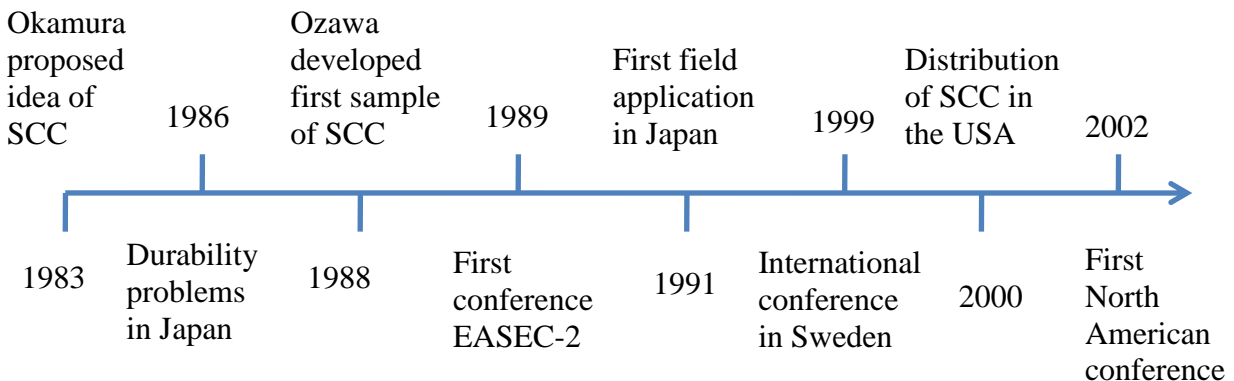 Okamura
proposed
idea of
SCC
1986
Ozawa
developed
first sample
of SCC
1989
First field
application
in Japan
1999
Distribution
of SCC in
the USA
2002
1983
Durability
problems
in Japan
1988
First
conference
EASEC-2
1991
International
conference
in Sweden
2000
First
North
American
conference